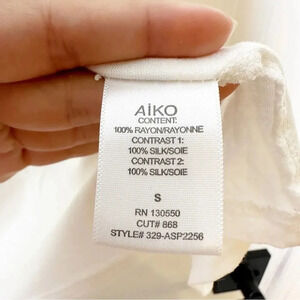 AIKO
CONTENT:
100% RAYON/RAYONNE
CONTRAST 1:
100% SILK/SOIE
CONTRAST 2:
100% SILK/SOIE
S
RN 130550
CUT# 868
STYLE# 329-ASP2256